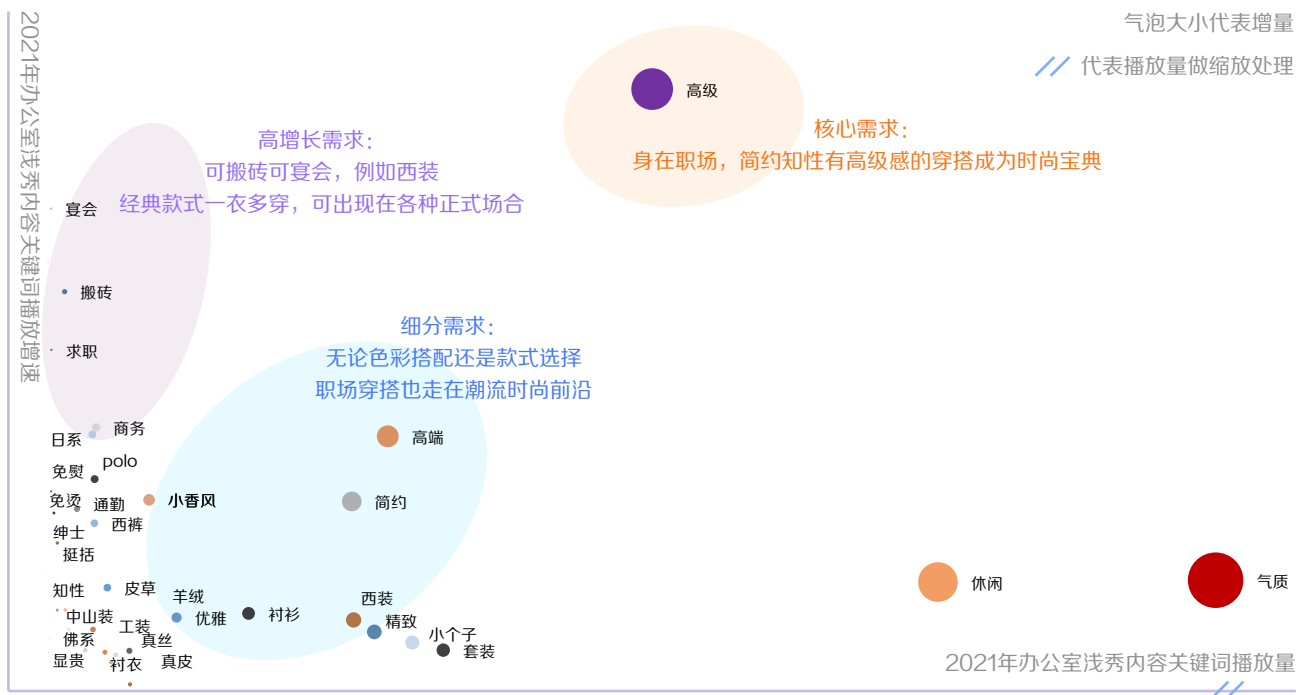 2021年办公室浅秀内容关键词播放增速
气泡大小代表增量
代表播放量做缩放处理
高级
核心需求：
身在职场，简约知性有高级感的穿搭成为时尚宝典
高增长需求：
可搬砖可宴会，例如西装
经典款式一衣多穿，可出现在各种正式场合
宴会
搬砖
求职
细分需求：
无论色彩搭配还是款式选择
职场穿搭也走在潮流时尚前沿
商务
日系
高端
polo
免熨
免烫
通勤
小香风
简约
西裤
绅士
挺括
知性
皮草
羊绒
休闲
气质
中山装
工装
优雅
衬衫
西装
精致
佛系
真丝
小个子
套装
显贵
衬衣
真皮
2021年办公室浅秀内容关键词播放量